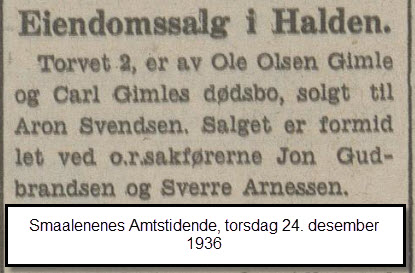 Eiendomssalg i Halden.
Torvet 2, er av Ole Olsen Gimle
og Carl Gimles dødsbo, solgt til
Aron Svendsen. Salget er formid
let ved o.r.sakførerne Jon Gud-
brandsen og Sverre Arnessen.
Smaalenenes Amtstidende, torsdag 24. desember
1936